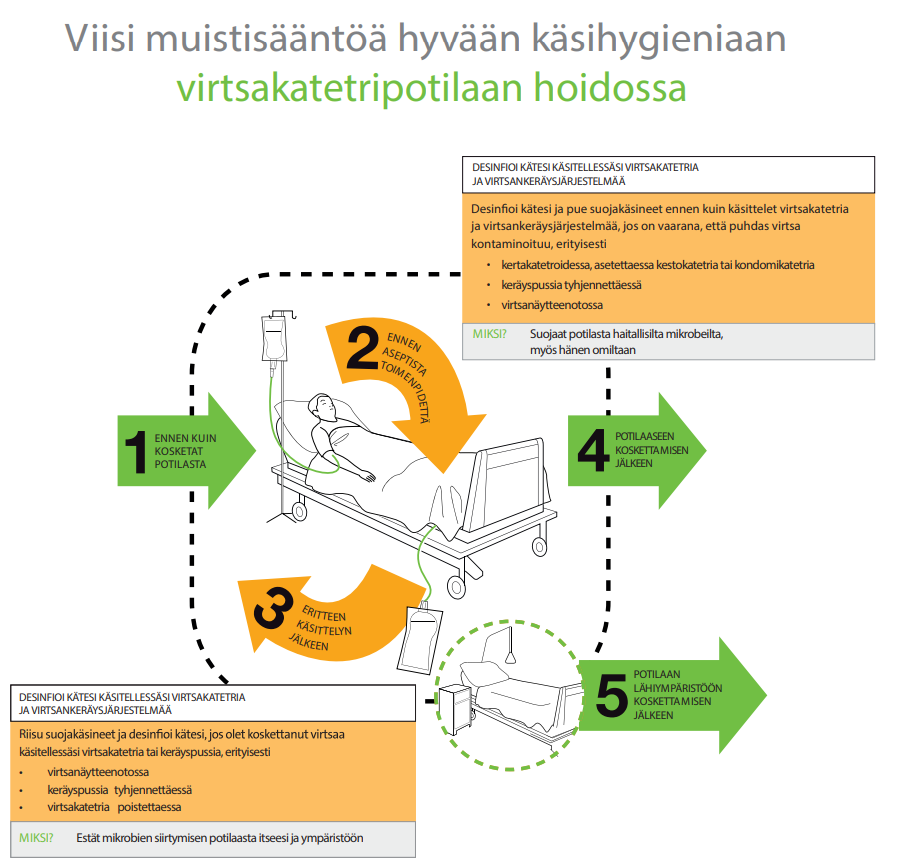 Viisi muistisääntöä hyvään käsihygieniaan
virtsakatetripotilaan hoidossa
DESINFIOI KÄTESI KÄSITELLESSÄSI VIRTSAKATETRIA
JA VIRTSANKERÄYSJÄRJESTELMÄÄ
Desinfioi kätesi ja pue suojakäsineet ennen kuin käsittelet virtsakatetria
ja virtsankeräysjärjestelmää, jos on vaarana, että puhdas virtsa
kontaminoituu, erityisesti
• kertakatetroidessa, asetettaessa kestokatetria tai kondomikatetria
• keräyspussia tyhjennettäessä
• virtsanäytteenotossa
MIKSI? Suojaat potilasta haitallisilta mikrobeilta,
myös hänen omiltaan
1
ENNEN KUIN
KOSKETAT
POTILASTA
2
ENNEN
ASEPTISTA
TOIMENPIDETTÄ
3
ERITTEEN
KÄSITTELYN
JÄLKEEN
4
POTILAASEEN
KOSKETTAMISEN
JÄLKEEN
5
POTILAAN
LÄHIYMPÄRISTÖÖN
KOSKETTAMISEN
JÄLKEEN
DESINFIOI KÄTESI KÄSITELLESSÄSI VIRTSAKATETRIA
JA VIRTSANKERÄYSJÄRJESTELMÄÄ
Riisu suojakäsineet ja desinfioi kätesi, jos olet koskettanut virtsaa
käsitellessäsi virtsakatetria tai keräyspussia, erityisesti
• virtsanäytteenotossa
• keräyspussia tyhjennettäessä
• virtsakatetria poistettaessa
MIKSI? Estät mikrobien siirtymisen potilaasta itseesi ja ympäristöön